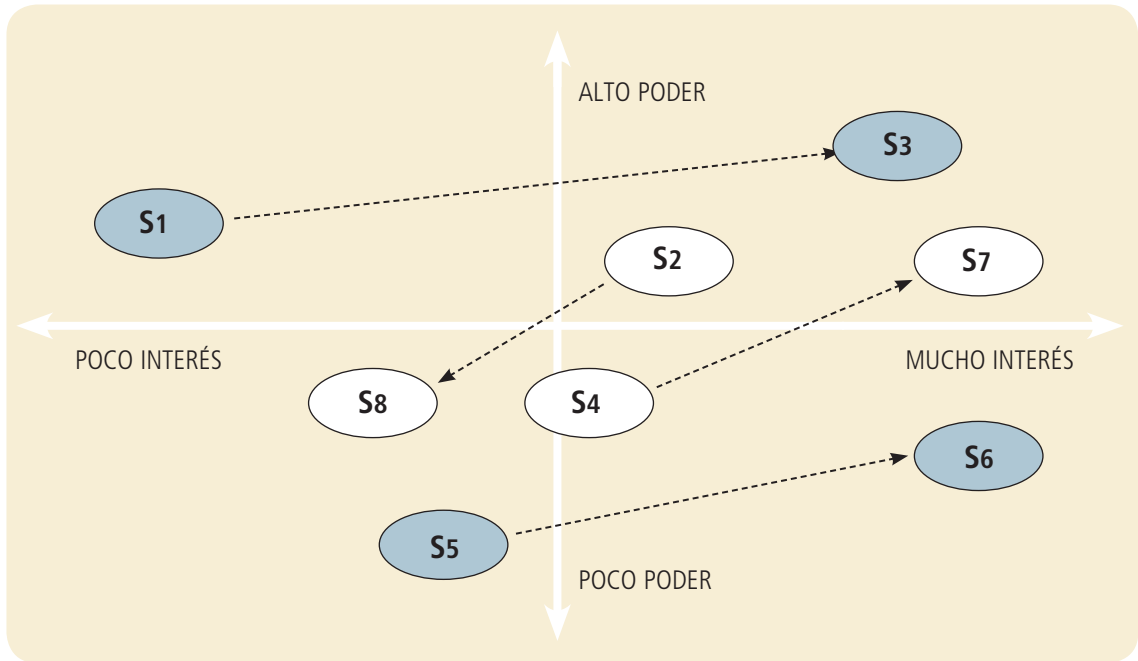 ALTO PODER
S3
S1
S2
S7
POCO INTERÉS
MUCHO INTERÉS
S8
S4
S6
S5
POCO PODER